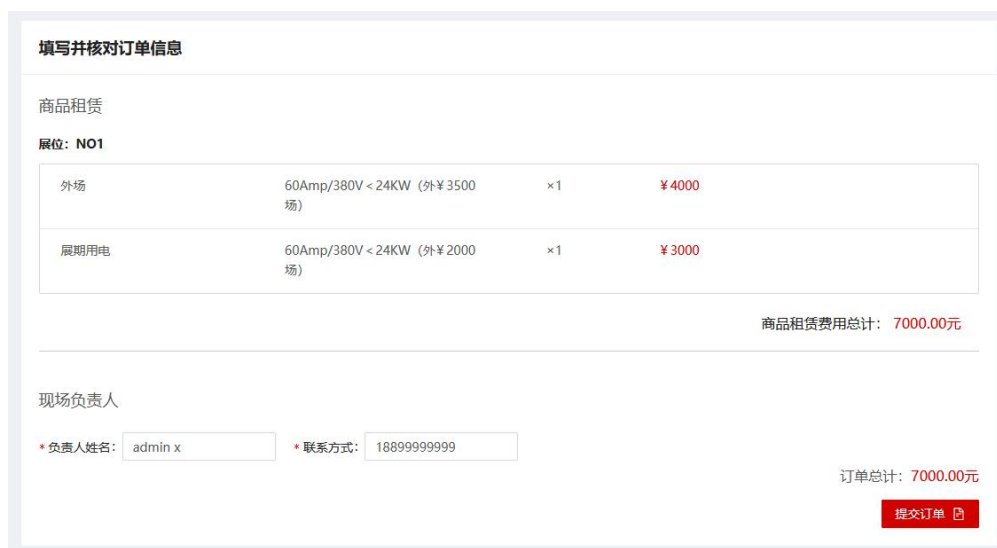 填写并核对订单信息
商品租赁
展位：NO1
外场 60Amp/380V＜24KW（外¥3500 ×1 ¥4000
场）
展期用电 60Amp/380V＜24KW（外¥2000 ×1 ¥3000
场）
商品租赁费用总计： 7000.00元
现场负责人
* 负责人姓名： admin x * 联系方式： 18899999999
订单总计：7000.00元
提交订单